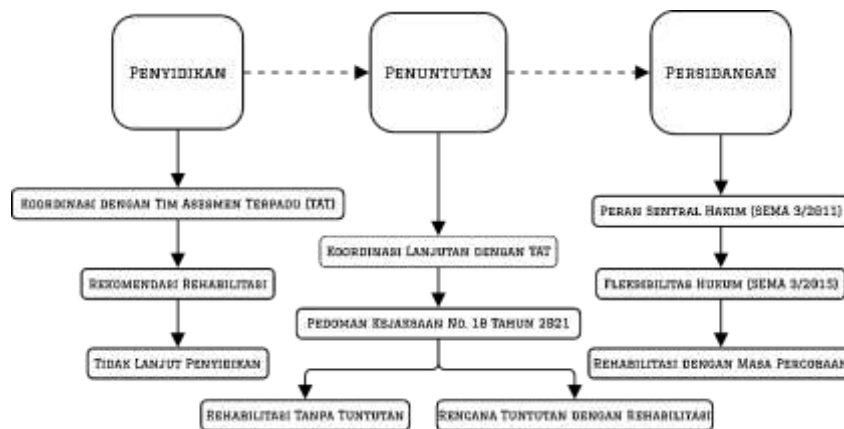 PENYIDIKAN
PENUNTUTAN
PERSIDANGAN
KOORDINASI DENGAN TIM ASESMEN TERPADU (TAT)
PERAN SENTRAL HAKIM (SEMA 3/2011)
KOORDINASI LANJUTAN DENGAN TAT
REKOMENDASI REHABILITASI
FLEKSIBILITAS HUKUM (SEMA 3/2015)
PEDOMAN KEJAKSAAN NO. 18 TAHUN 2021
TIDAK LANJUT PENYIDIKAN
REHABILITASI DENGAN MASA PERCOBAAN
REHABILITASI TANPA TUNTUTAN
RENCANA TUNTUTAN DENGAN REHABILITASI